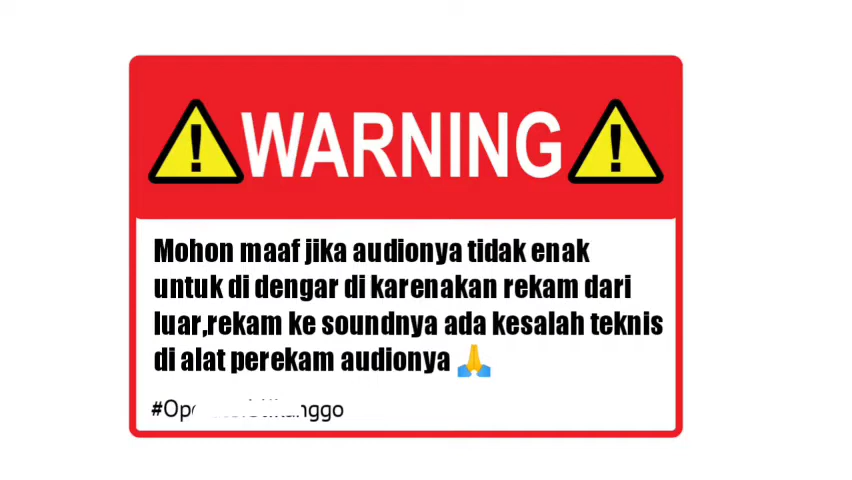 WARNING
Mohon maaf jika audionya tidak enak
untuk di dengar di karenakan rekam dari
luar,rekam ke soundnya ada kesalah teknis
di alat perekam audionya 🙏